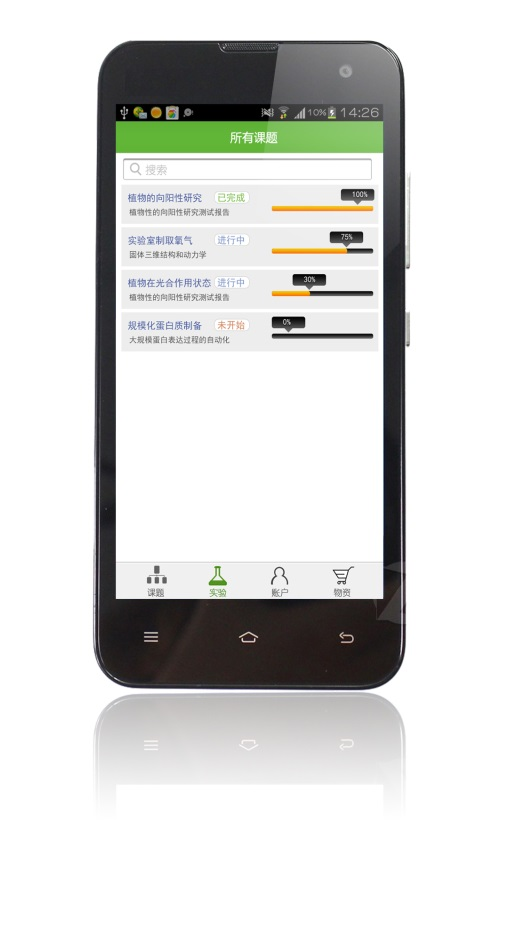 10% 14:26
所有课题
搜索
植物的向阳性研究 已完成 100%
植物性的向阳性研究测试报告
实验室制取氧气 进行中 75%
固体三维结构和动力学
植物在光合作用状态 进行中 30%
植物性的向阳性研究测试报告
规模化蛋白质制备 未开始 0%
大规模蛋白表达过程的自动化
课题 实验 账户 物资